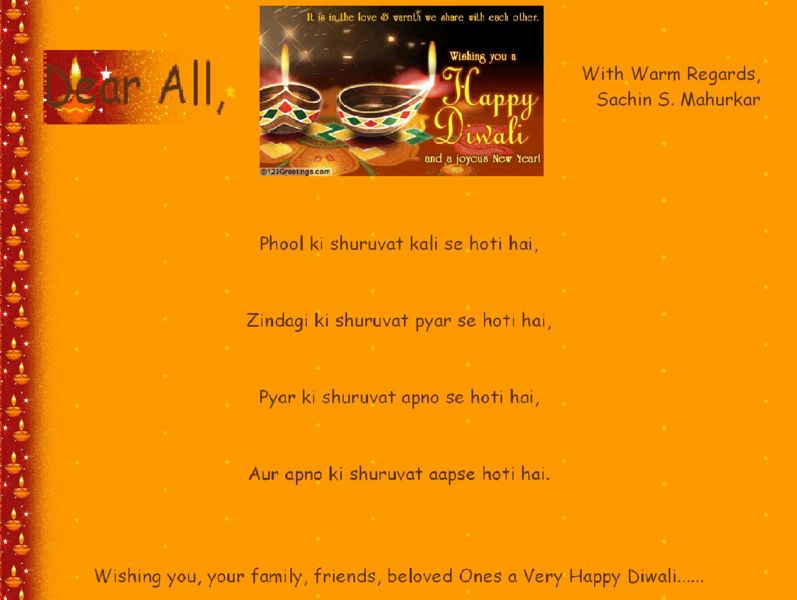 Dear All,
It is in the love & warmth we share with each other.
Wishing you a
Happy
Diwali
and a joyous New Year!
©123Greetings.com
With Warm Regards,
Sachin S. Mahurkar
Phool ki shuruvat kali se hoti hai,
Zindagi ki shuruvat pyar se hoti hai,
Pyar ki shuruvat apno se hoti hai,
Aur apno ki shuruvat aapse hoti hai.
Wishing you, your family, friends, beloved Ones a Very Happy Diwali......